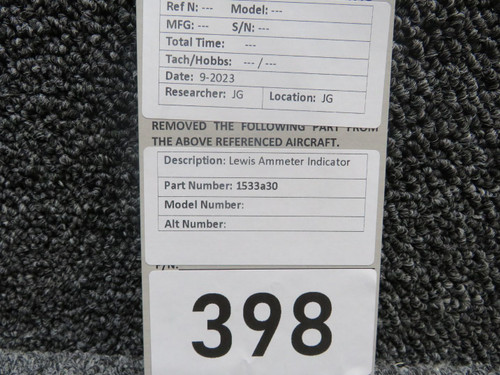 Ref N: --- Model: ---
MFG: --- S/N: ---
Total Time: ---
Tach/Hobbs: --- / ---
Date: 9-2023
Researcher: JG Location: JG
REMOVED THE FOLLOWING PART FROM
THE ABOVE REFERENCED AIRCRAFT.
Description: Lewis Ammeter Indicator
Part Number: 1533a30
Model Number:
Alt Number:
P/N:
398